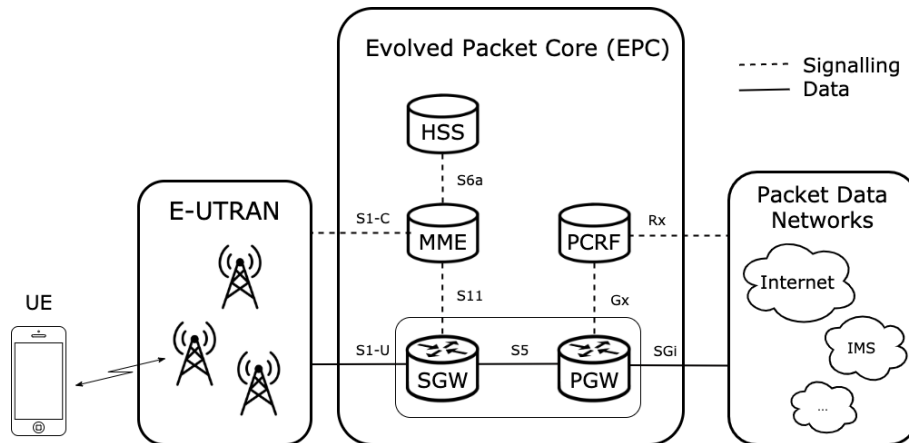 Evolved Packet Core (EPC)
Signalling
Data
HSS
S6a
E-UTRAN
S1-C
MME
PCRF
Rx
Packet Data
Networks
Internet
UE
S11
Gx
S1-U
S5
SGi
SGW
PGW
IMS
...